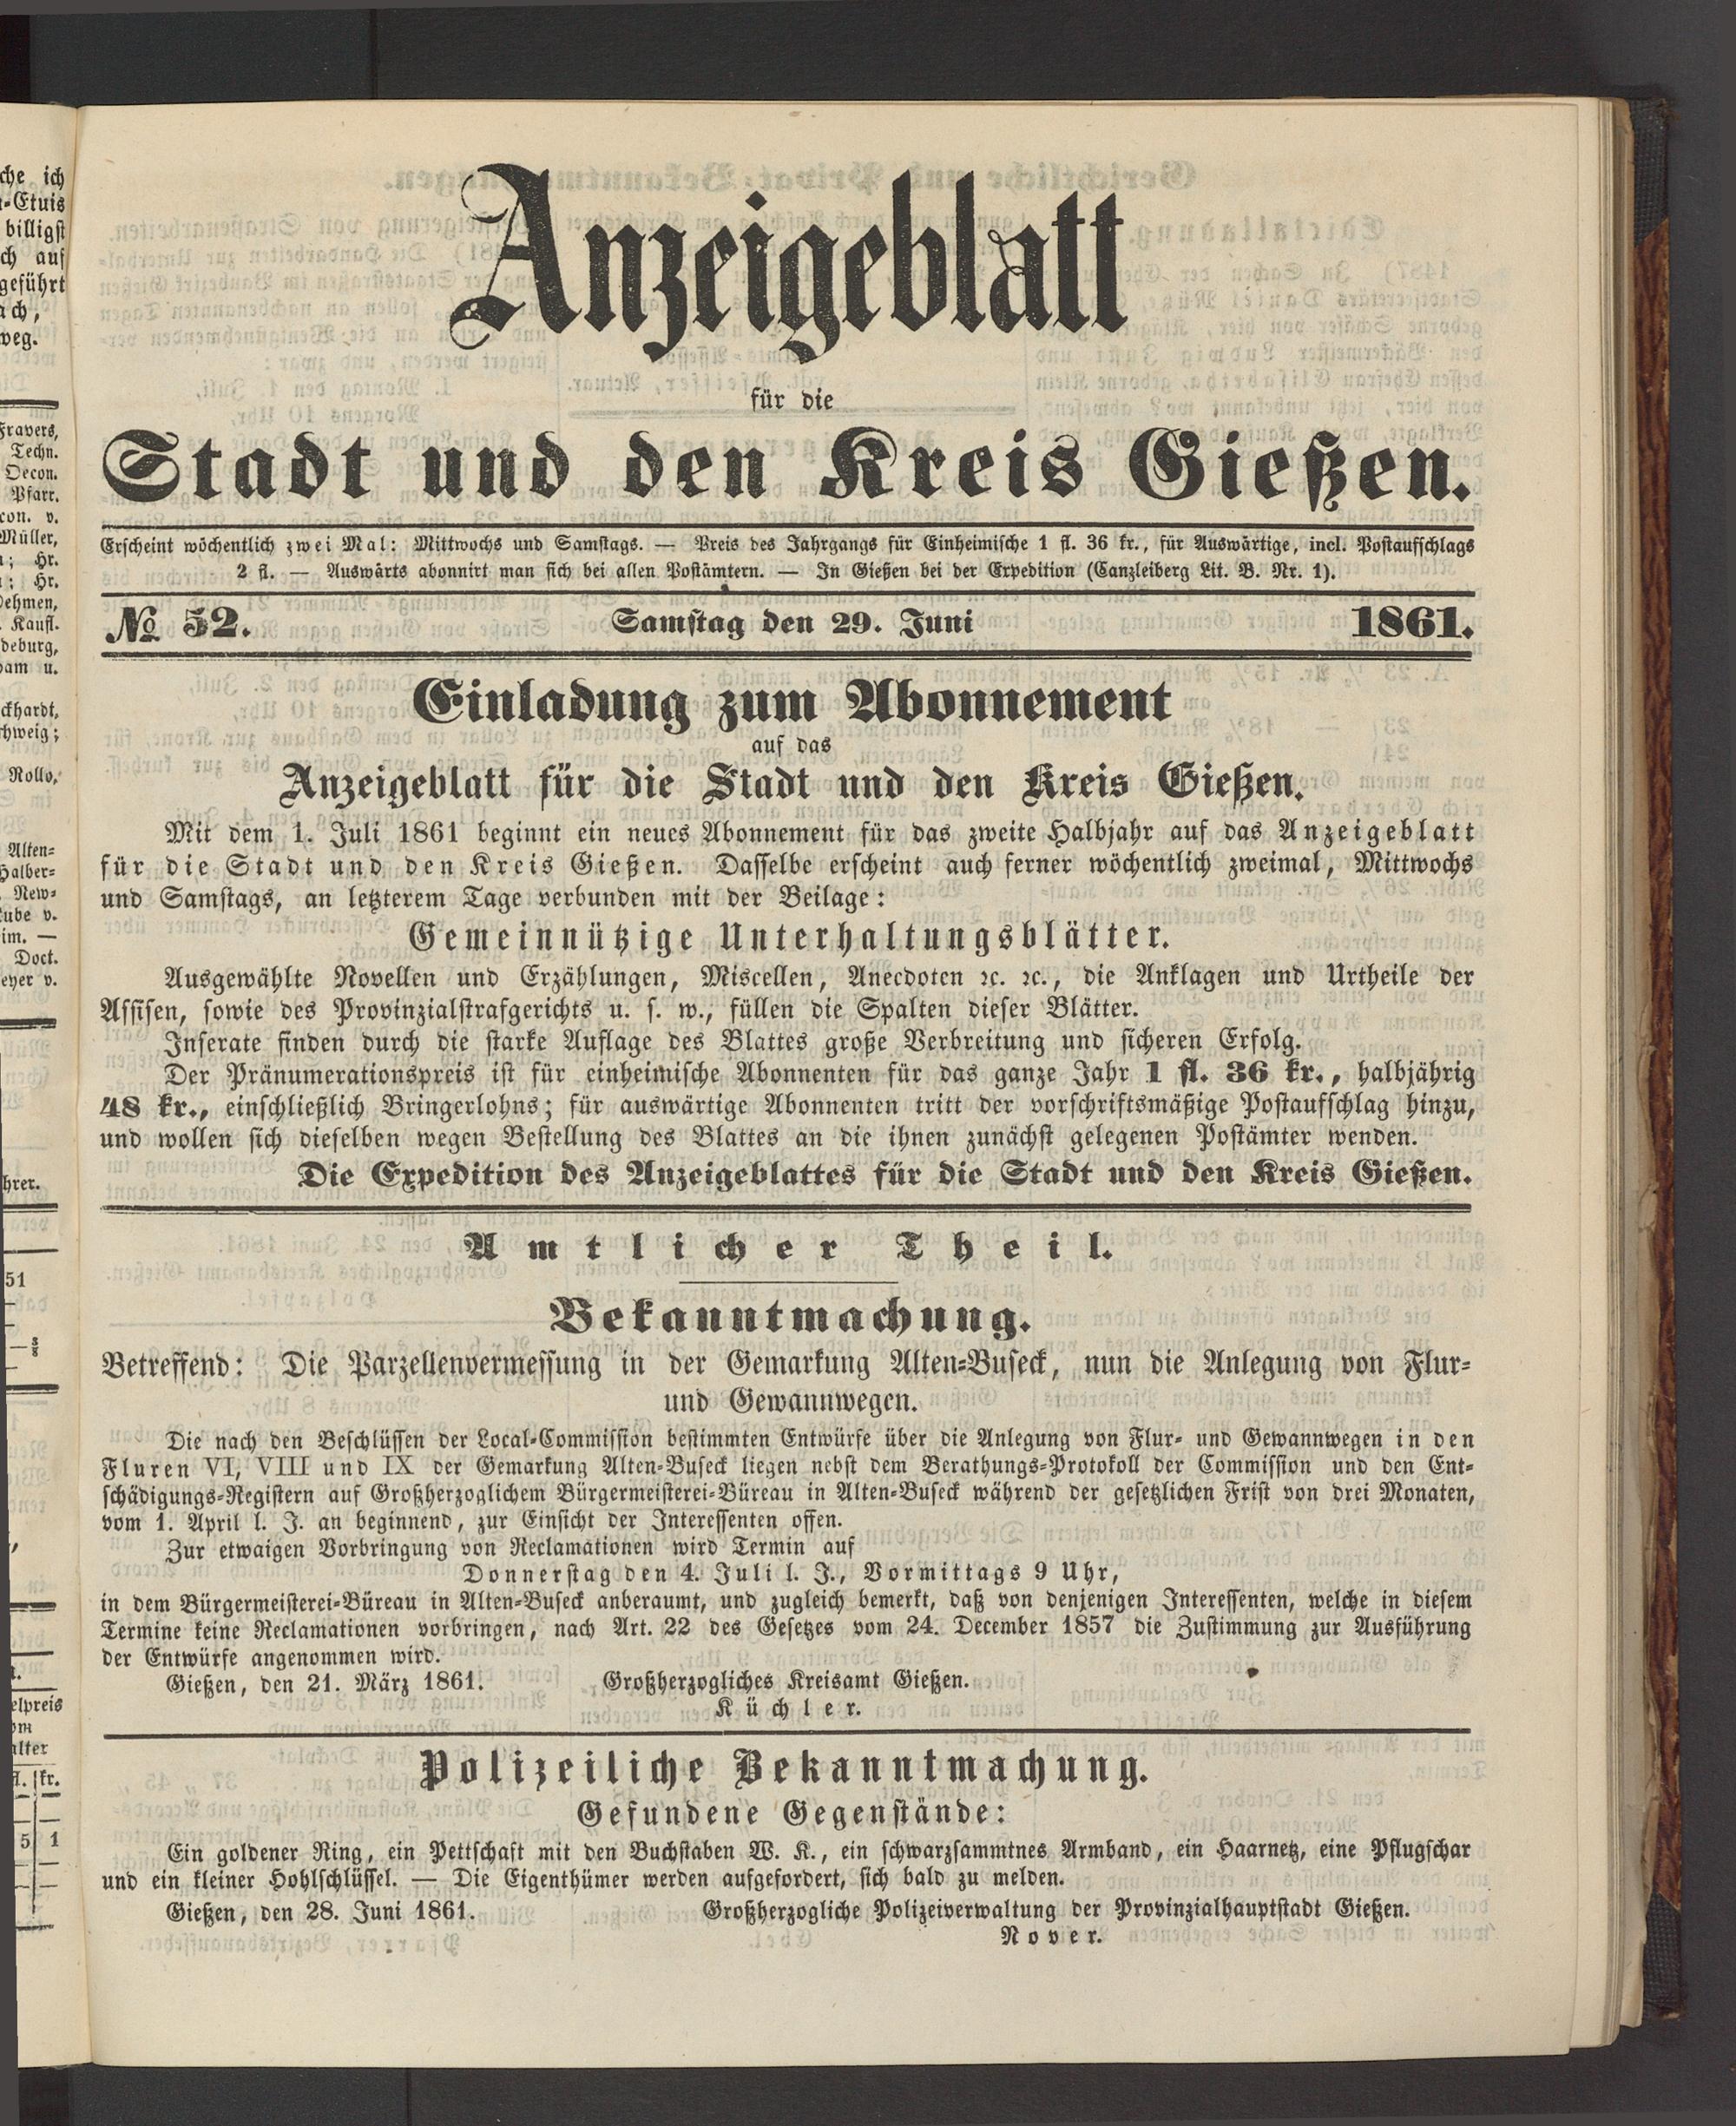 Anzeigeblatt
für die
Stadt und den Kreis Gießen.
Erscheint wöchentlich zwei Mal: Mittwochs und Samstags. — Preis des Jahrgangs für Einheimische 1 fl. 36 kr., für Auswärtige, incl. Postaufschlags
2 fl. — Auswärts abonnirt man sich bei allen Postämtern. — In Gießen bei der Expedition (Canzleiberg Lit. B. Nr. 1).
№ 52. Samstag den 29. Juni 1861.
Einladung zum Abonnement
auf das
Anzeigeblatt für die Stadt und den Kreis Gießen.
Mit dem 1. Juli 1861 beginnt ein neues Abonnement für das zweite Halbjahr auf das Anzeigeblatt
für die Stadt und den Kreis Gießen. Dasselbe erscheint auch ferner wöchentlich zweimal, Mittwochs
und Samstags, an letzterem Tage verbunden mit der Beilage:
Gemeinnützige Unterhaltungsblätter.
Ausgewählte Novellen und Erzählungen, Miscellen, Anecdoten ꝛc. ꝛc., die Anklagen und Urtheile der
Assisen, sowie des Provinzialstrafgerichts u. s. w., füllen die Spalten dieser Blätter.
Inserate finden durch die starke Auflage des Blattes große Verbreitung und sicheren Erfolg.
Der Pränumerationspreis ist für einheimische Abonnenten für das ganze Jahr 1 fl. 36 kr., halbjährig
48 kr., einschließlich Bringerlohns; für auswärtige Abonnenten tritt der vorschriftsmäßige Postaufschlag hinzu,
und wollen sich dieselben wegen Bestellung des Blattes an die ihnen zunächst gelegenen Postämter wenden.
Die Expedition des Anzeigeblattes für die Stadt und den Kreis Gießen.
Amtlicher Theil.
Bekanntmachung.
Betreffend: Die Parzellenvermessung in der Gemarkung Alten-Buseck, nun die Anlegung von Flur-
und Gewannwegen.
Die nach den Beschlüssen der Local-Commission bestimmten Entwürfe über die Anlegung von Flur- und Gewannwegen in den
Fluren VI, VIII und IX der Gemarkung Alten-Buseck liegen nebst dem Berathungs-Protokoll der Commission und den Ent-
schädigungs-Registern auf Großherzoglichem Bürgermeisterei-Büreau in Alten-Buseck während der gesetzlichen Frist von drei Monaten,
vom 1. April l. J. an beginnend, zur Einsicht der Interessenten offen.
Zur etwaigen Vorbringung von Reclamationen wird Termin auf
Donnerstag den 4. Juli l. J., Vormittags 9 Uhr,
in dem Bürgermeisterei-Büreau in Alten-Buseck anberaumt, und zugleich bemerkt, daß von denjenigen Interessenten, welche in diesem
Termine keine Reclamationen vorbringen, nach Art. 22 des Gesetzes vom 24. December 1857 die Zustimmung zur Ausführung
der Entwürfe angenommen wird.
Gießen, den 21. März 1861. Großherzogliches Kreisamt Gießen.
Küchler.
Polizeiliche Bekanntmachung.
Gefundene Gegenstände:
Ein goldener Ring, ein Pettschaft mit den Buchstaben W. K., ein schwarzsammtnes Armband, ein Haarnetz, eine Pflugschar
und ein kleiner Hohlschlüssel. — Die Eigenthümer werden aufgefordert, sich bald zu melden.
Gießen, den 28. Juni 1861. Großherzogliche Polizeiverwaltung der Provinzialhauptstadt Gießen.
Nover.